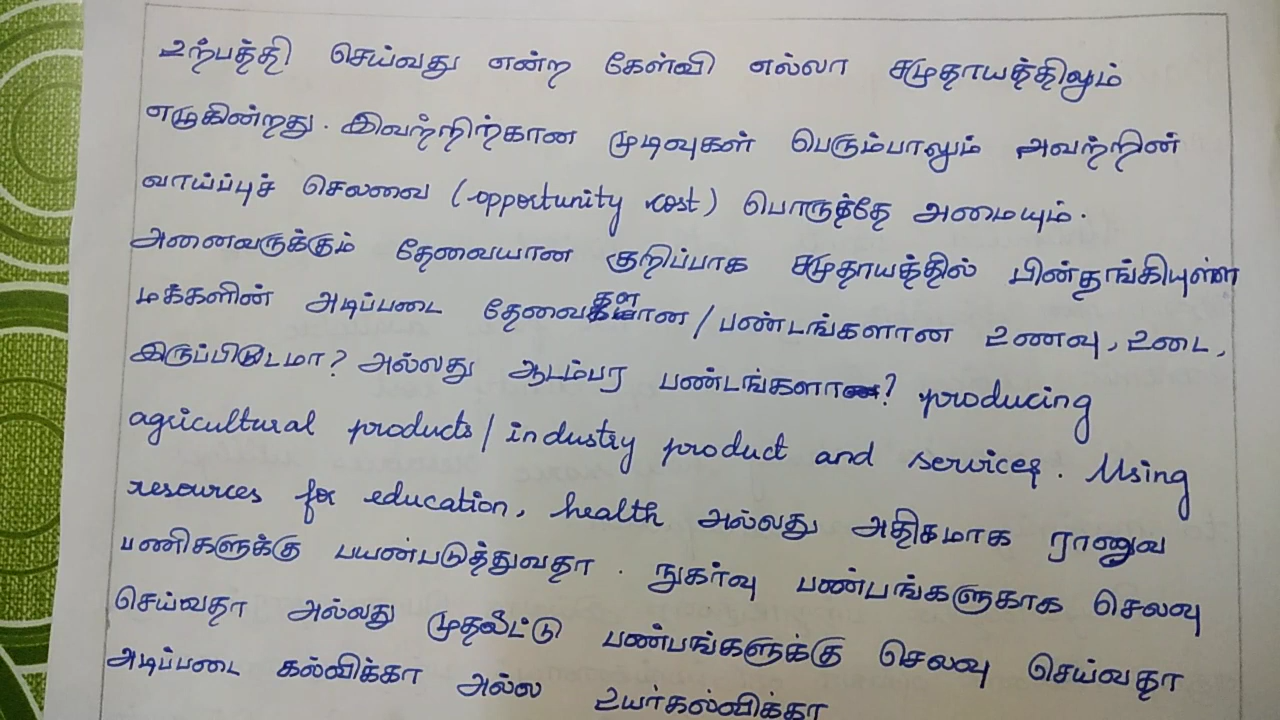 உற்பத்தி செய்வது என்ற கேள்வி எல்லா சமுதாயத்திலும்
எழுகின்றது. இவற்றிற்கான முடிவுகள் பெரும்பாலும் அவற்றின்
வாய்ப்புச் செலவை (opportunity cost) பொருத்தே அமையும்.
அனைவருக்கும் தேவையான குறிப்பாக சமுதாயத்தில் பின்தங்கியுள்ள
மக்களின் அடிப்படை தேவைகளான/பண்டங்களான உணவு, உடை,
இருப்பிடமா? அல்லது ஆடம்பர பண்டங்களா? producing
agricultural products/industry product and services. Using
resources for education, health அல்லது அதிகமாக ராணுவ
பணிகளுக்கு பயன்படுத்துவதா. நுகர்வு பண்பங்களுகாக செலவு
செய்வதா அல்லது முதலீட்டு பண்பங்களுக்கு செலவு செய்வதா
அடிப்படை கல்விக்கா அல்ல உயர்கல்விக்கா